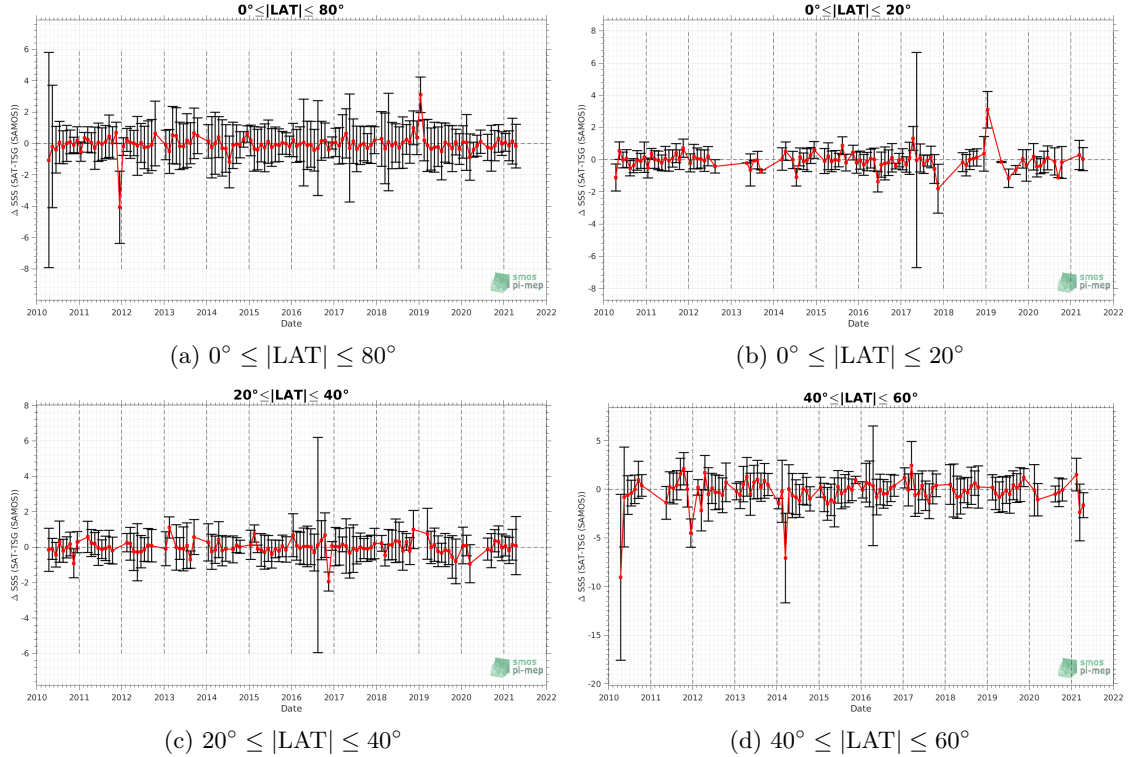 0°≤|LAT|≤ 80°
6
4
2
0
-2
-4
-6
-8
Δ SSS (SAT-TSG (SAMOS))
2010 2011 2012 2013 2014 2015 2016 2017 2018 2019 2020 2021 2022
Date
smos
pi-mep
(a) 0° ≤ |LAT| ≤ 80°
0°≤|LAT|≤ 20°
8
6
4
2
0
-2
-4
-6
-8
Δ SSS (SAT-TSG (SAMOS))
2010 2011 2012 2013 2014 2015 2016 2017 2018 2019 2020 2021 2022
Date
smos
pi-mep
(b) 0° ≤ |LAT| ≤ 20°
20°≤|LAT|≤ 40°
8
6
4
2
0
-2
-4
-6
Δ SSS (SAT-TSG (SAMOS))
2010 2011 2012 2013 2014 2015 2016 2017 2018 2019 2020 2021 2022
Date
smos
pi-mep
(c) 20° ≤ |LAT| ≤ 40°
40°≤|LAT|≤ 60°
5
0
-5
-10
-15
-20
Δ SSS (SAT-TSG (SAMOS))
2010 2011 2012 2013 2014 2015 2016 2017 2018 2019 2020 2021 2022
Date
smos
pi-mep
(d) 40° ≤ |LAT| ≤ 60°